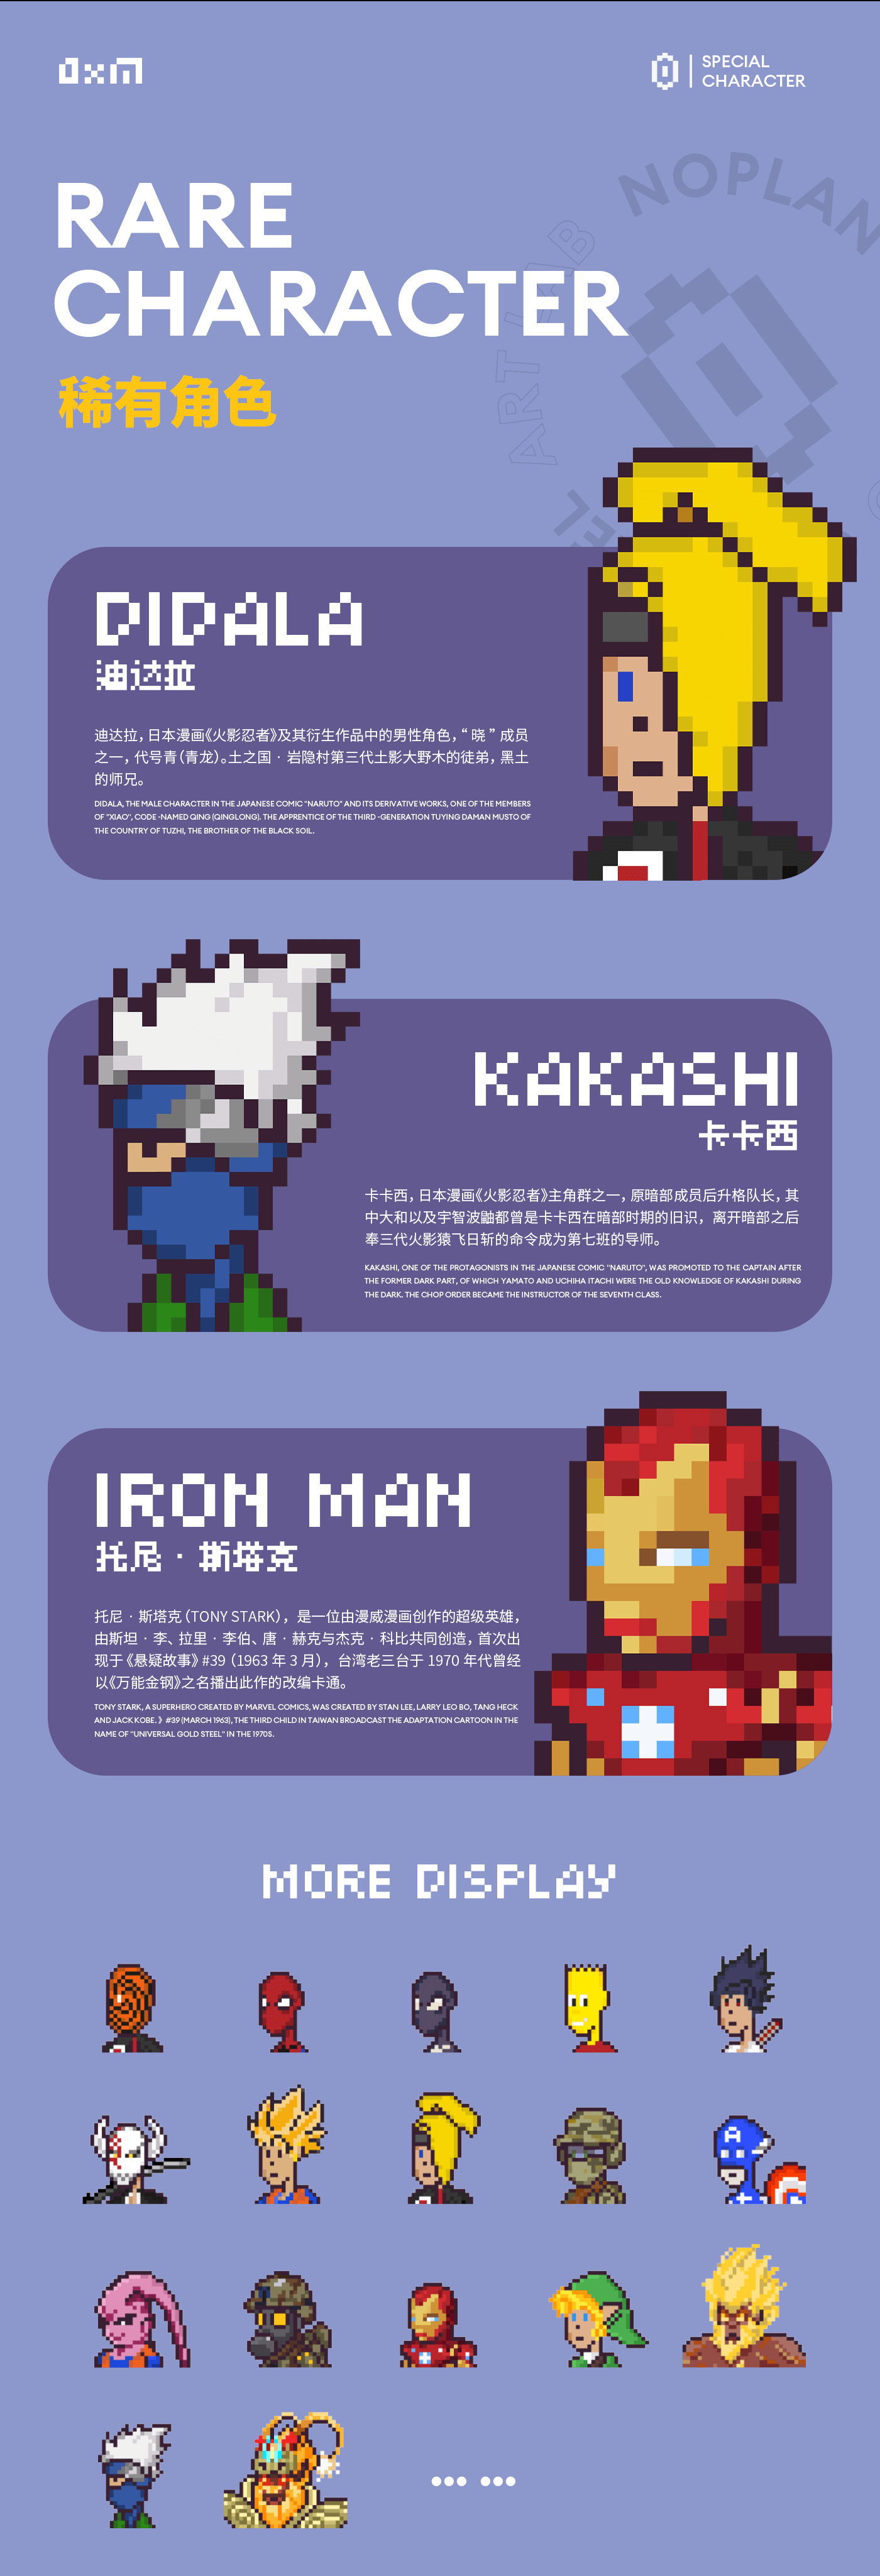 0xM
SPECIAL
CHARACTER
NOPLAN
ART LAB
RARE
CHARACTER
稀有角色
DIDALA
迪达拉
迪达拉，日本漫画《火影忍者》及其衍生作品中的男性角色，“ 晓 ” 成员
之一，代号青（青龙）。土之国 · 岩隐村第三代土影大野木的徒弟，黑土
的师兄。
DIDALA, THE MALE CHARACTER IN THE JAPANESE COMIC "NARUTO" AND ITS DERIVATIVE WORKS, ONE OF THE MEMBERS
OF "XIAO", CODE -NAMED QING (QINGLONG). THE APPRENTICE OF THE THIRD -GENERATION TUYING DAMAN MUSTO OF
THE COUNTRY OF TUZHI, THE BROTHER OF THE BLACK SOIL.
KAKASHI
卡卡西
卡卡西，日本漫画《火影忍者》主角群之一，原暗部成员后升格队长，其
中大和以及宇智波鼬都曾是卡卡西在暗部时期的旧识，离开暗部之后
奉三代火影猿飞日斩的命令成为第七班的导师。
KAKASHI, ONE OF THE PROTAGONISTS IN THE JAPANESE COMIC "NARUTO", WAS PROMOTED TO THE CAPTAIN AFTER
THE FORMER DARK PART, OF WHICH YAMATO AND UCHIHA ITACHI WERE THE OLD KNOWLEDGE OF KAKASHI DURING
THE DARK. THE CHOP ORDER BECAME THE INSTRUCTOR OF THE SEVENTH CLASS.
IRON MAN
托尼 · 斯塔克
托尼 · 斯塔克（TONY STARK），是一位由漫威漫画创作的超级英雄，
由斯坦 · 李、拉里 · 李伯、唐 · 赫克与杰克 · 科比共同创造，首次出
现于《悬疑故事》#39（1963 年 3 月），台湾老三台于 1970 年代曾经
以《万能金钢》之名播出此作的改编卡通。
TONY STARK, A SUPERHERO CREATED BY MARVEL COMICS, WAS CREATED BY STAN LEE, LARRY LEO BO, TANG HECK
AND JACK KOBE. 》#39 (MARCH 1963), THE THIRD CHILD IN TAIWAN BROADCAST THE ADAPTATION CARTOON IN THE
NAME OF "UNIVERSAL GOLD STEEL" IN THE 1970S.
MORE DISPLAY
A